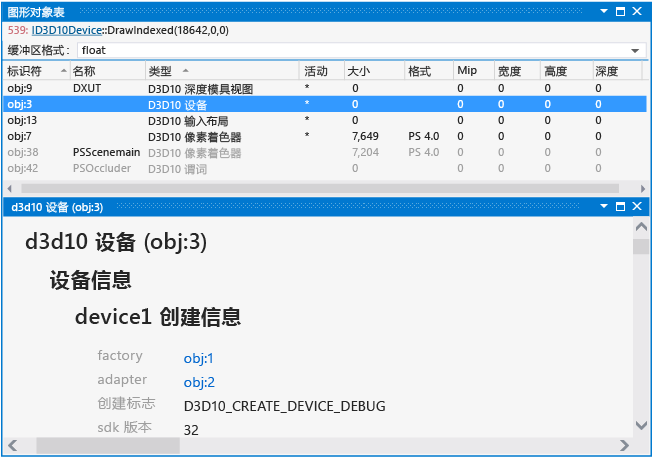 图形对象表
539: ID3D10Device::DrawIndexed(18642,0,0)
缓冲区格式: float
标识符 名称 类型 活动 大小 格式 Mip 宽度 高度 深度
obj:9 DXUT D3D10 深度模具视图 * 0 0 0 0 0
obj:3 D3D10 设备 * 0 0 0 0 0
obj:13 D3D10 输入布局 * 0 0 0 0 0
obj:7 D3D10 像素着色器 * 7,649 PS 4.0 0 0 0 0
obj:38 PSScenemain D3D10 像素着色器 7,204 PS 4.0 0 0 0 0
obj:42 PSOccluder D3D10 谓词 0 0 0 0 0
d3d10 设备 (obj:3)
d3d10 设备 (obj:3)
设备信息
device1 创建信息
factory obj:1
adapter obj:2
创建标志 D3D10_CREATE_DEVICE_DEBUG
sdk 版本 32